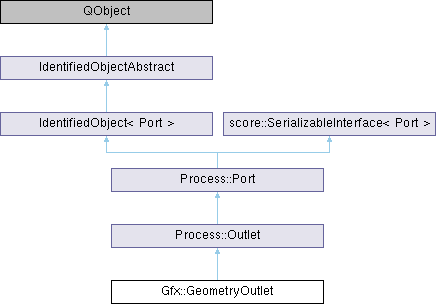 QObject
IdentifiedObjectAbstract
IdentifiedObject< Port >
score::SerializableInterface< Port >
Process::Port
Process::Outlet
Gfx::GeometryOutlet